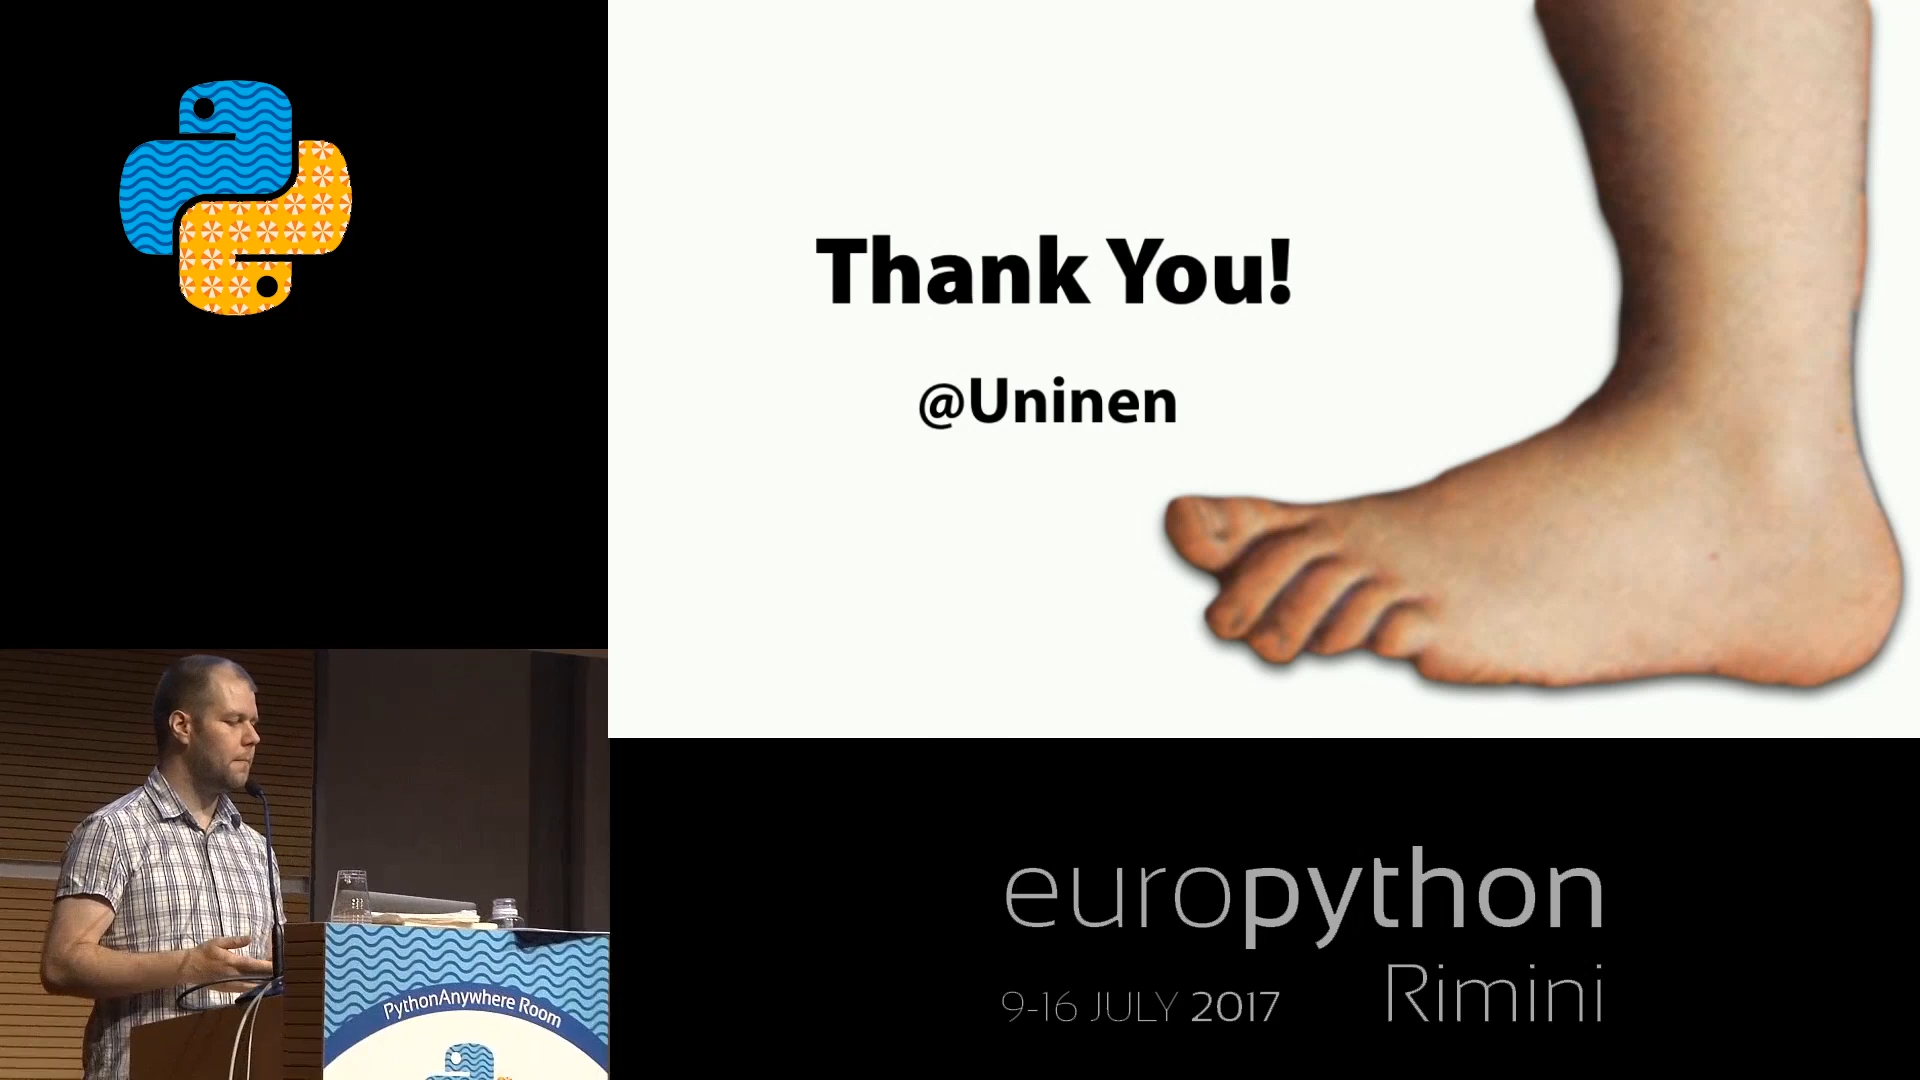 Thank You!
@Uninen
PythonAnywhere Room
europython
9-16 JULY 2017
Rimini